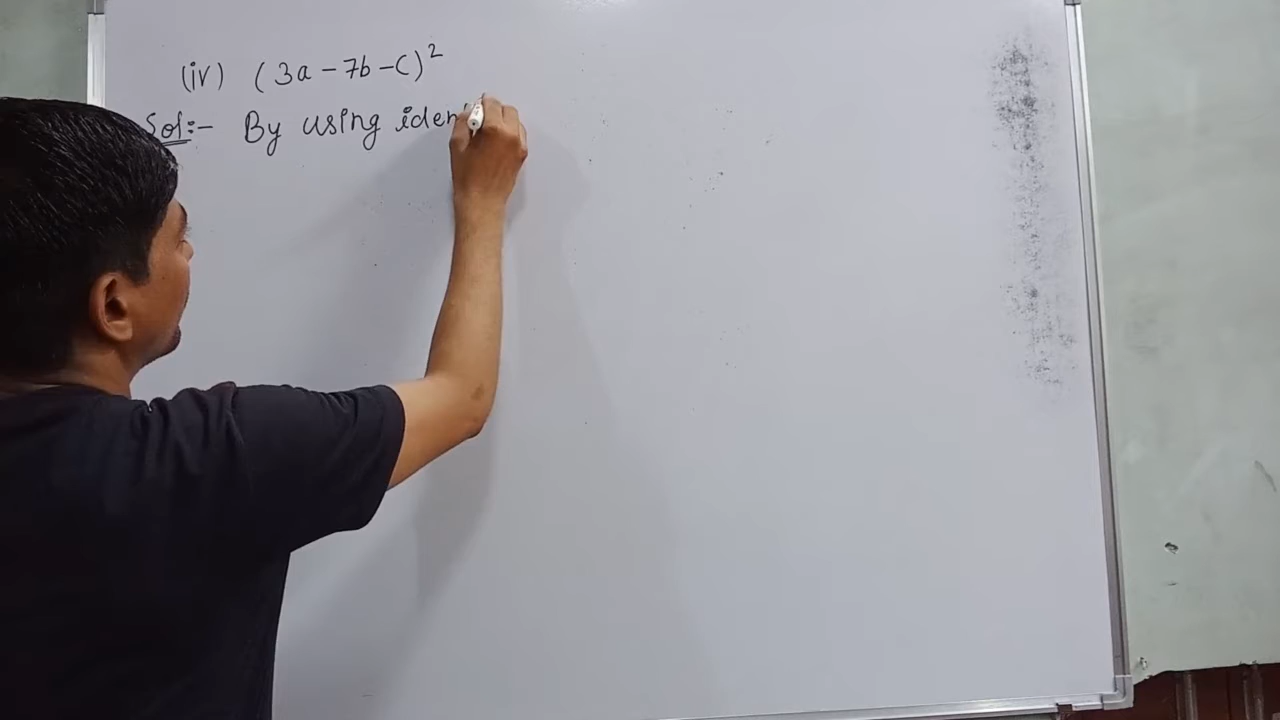 (iv) (3a - 7b - c)²
Sol:- By using iden